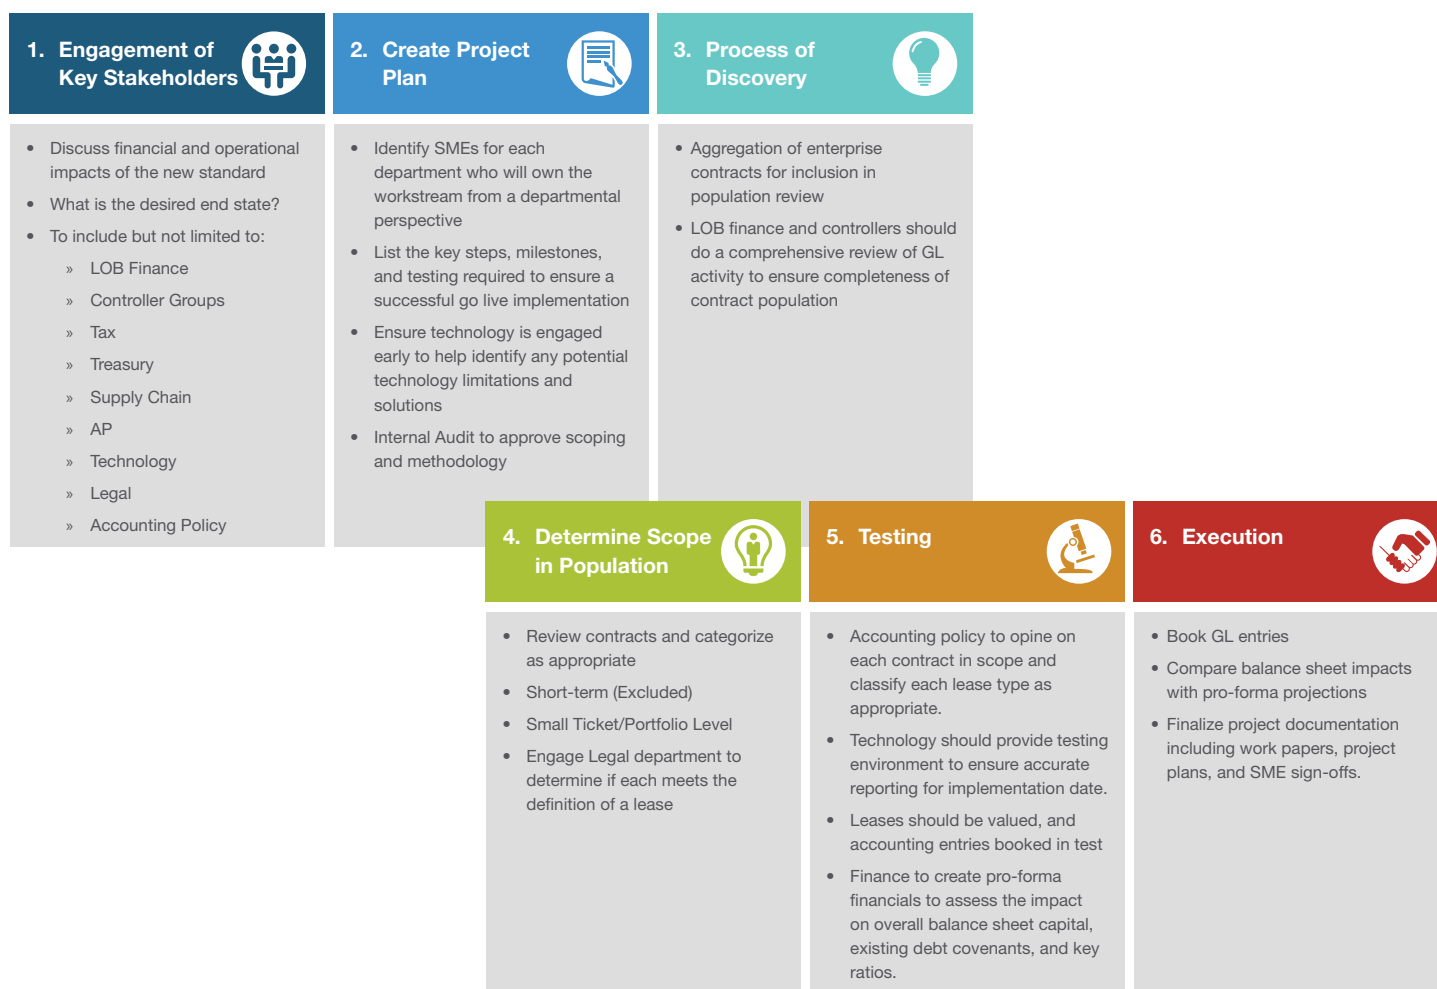 1. Engagement of
Key Stakeholders
• Discuss financial and operational
impacts of the new standard
• What is the desired end state?
• To include but not limited to:
» LOB Finance
» Controller Groups
» Tax
» Treasury
» Supply Chain
» AP
» Technology
» Legal
» Accounting Policy
2. Create Project
Plan
• Identify SMEs for each
department who will own the
workstream from a departmental
perspective
• List the key steps, milestones,
and testing required to ensure a
successful go live implementation
• Ensure technology is engaged
early to help identify any potential
technology limitations and
solutions
• Internal Audit to approve scoping
and methodology
3. Process of
Discovery
• Aggregation of enterprise
contracts for inclusion in
population review
• LOB finance and controllers should
do a comprehensive review of GL
activity to ensure completeness of
contract population
4. Determine Scope
in Population
• Review contracts and categorize
as appropriate
• Short-term (Excluded)
• Small Ticket/Portfolio Level
• Engage Legal department to
determine if each meets the
definition of a lease
5. Testing
• Accounting policy to opine on
each contract in scope and
classify each lease type as
appropriate.
• Technology should provide testing
environment to ensure accurate
reporting for implementation date.
• Leases should be valued, and
accounting entries booked in test
• Finance to create pro-forma
financials to assess the impact
on overall balance sheet capital,
existing debt covenants, and key
ratios.
6. Execution
• Book GL entries
• Compare balance sheet impacts
with pro-forma projections
• Finalize project documentation
including work papers, project
plans, and SME sign-offs.